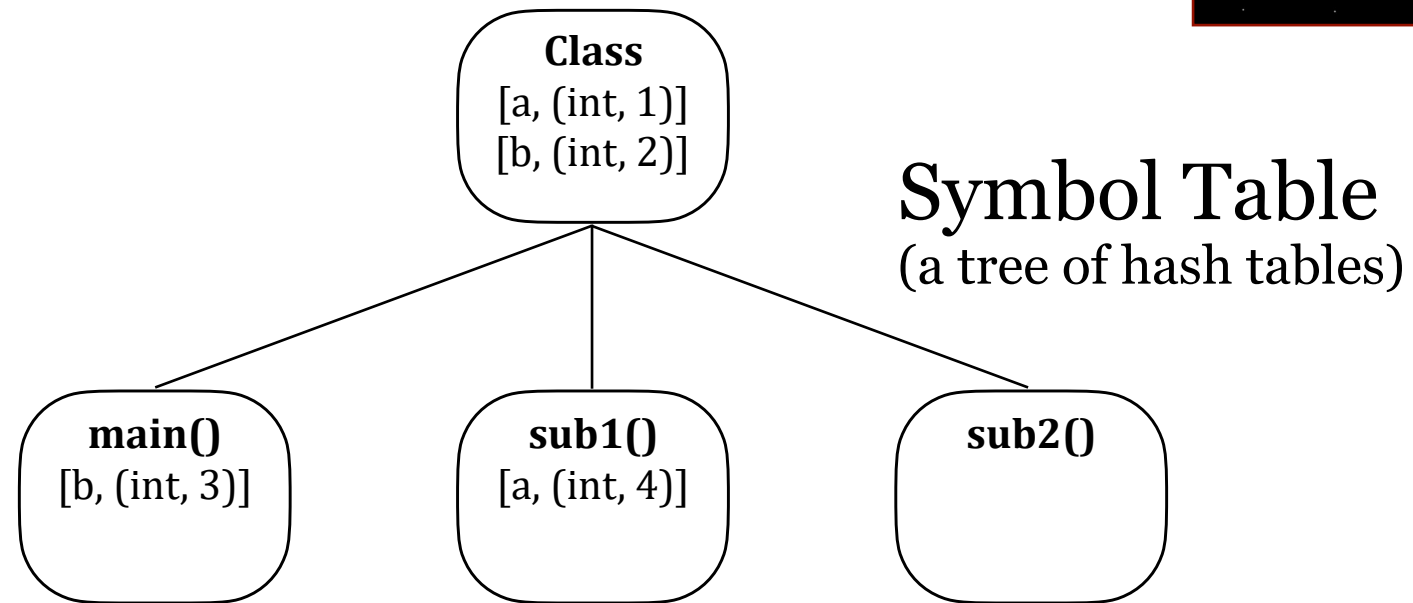 Class
[a, (int, 1)]
[b, (int, 2)]
Symbol Table
(a tree of hash tables)
main()
[b, (int, 3)]
sub1()
[a, (int, 4)]
sub2()